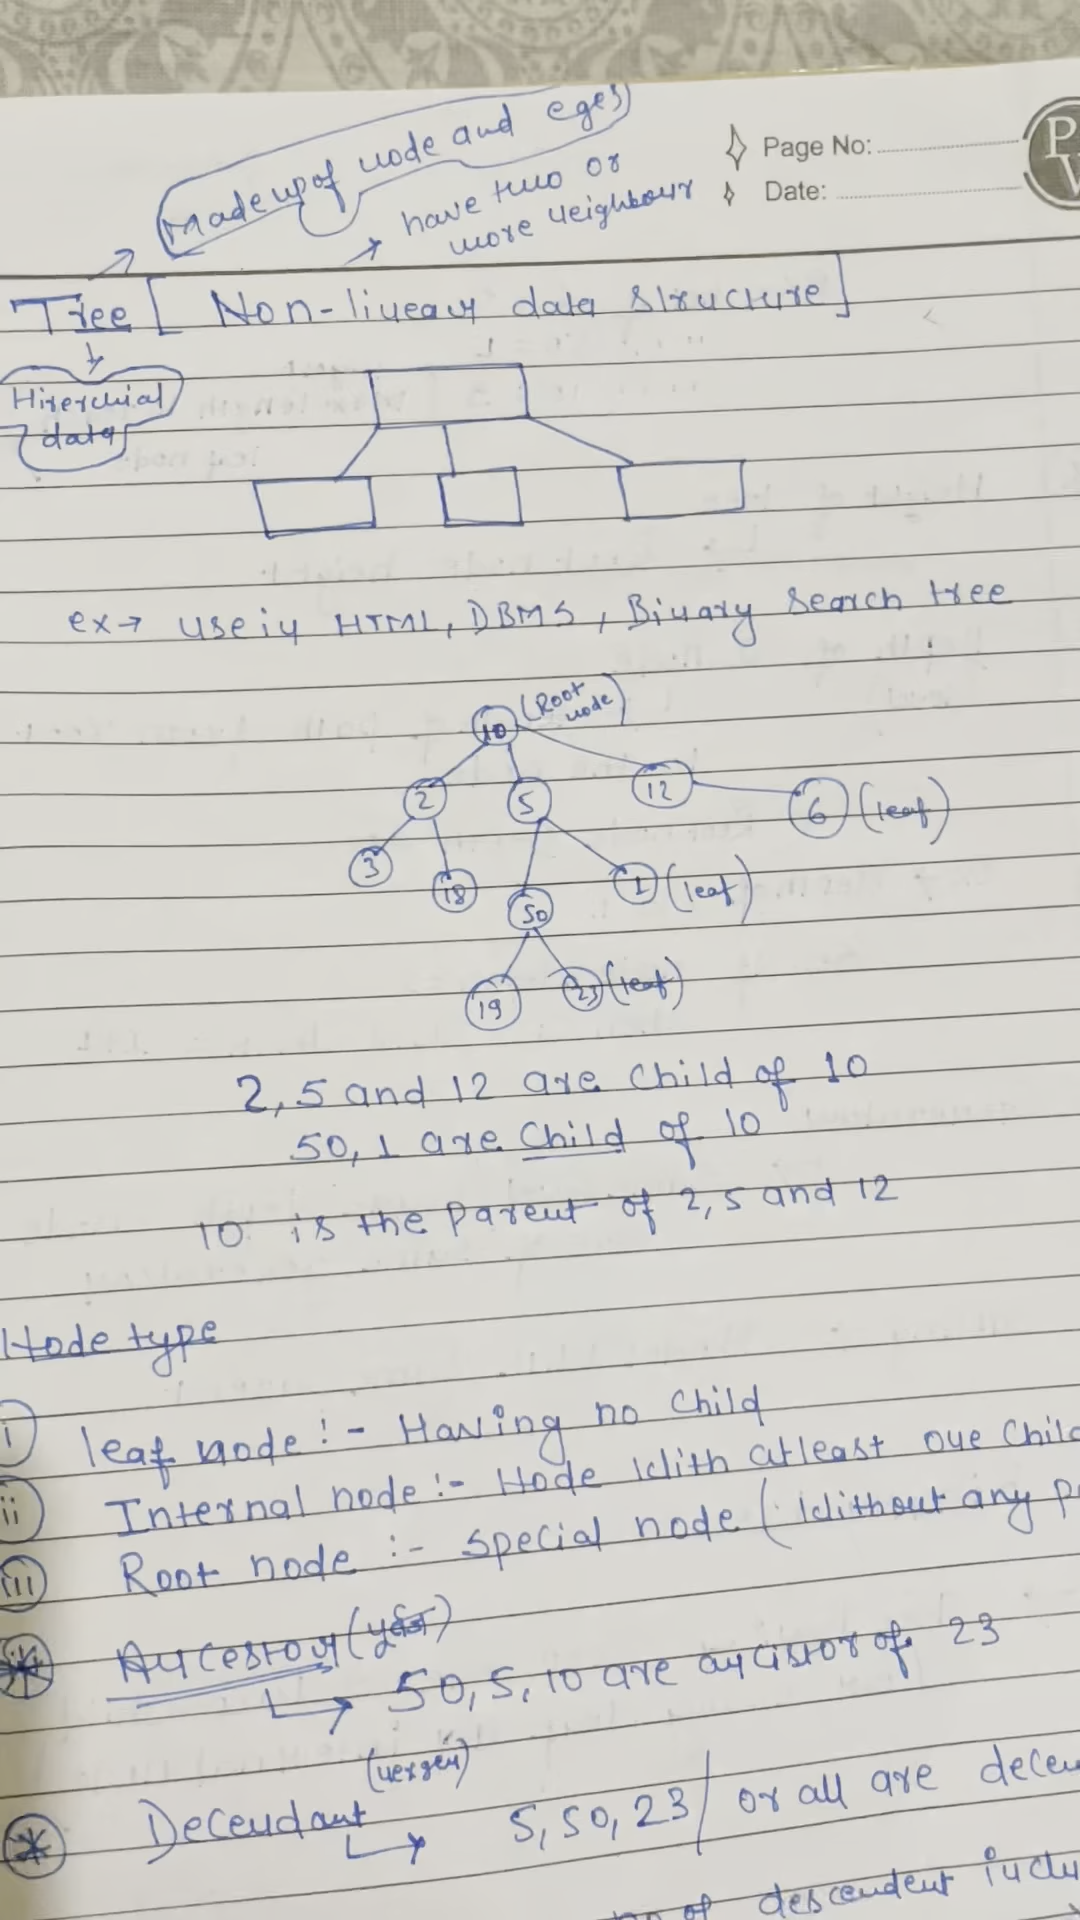 made up of node and eges
have two or
more neighbour
Page No:
Date:
P
W
Tree [ Non-linear data structure ]
Hirerchial
data
ex→ use in HTML, DBMS, Binary Search tree
10 (Root
node)
2 5 12 6 (leaf)
3 18 50 1 (leaf)
19 23 (leaf)
2, 5 and 12 are child of 10
50, 1 are child of 10
10 is the parent of 2, 5 and 12
Node type
i leaf node :- Having no child
ii Internal node :- Node With atleast one child
iii Root node :- special node ( Without any p
* Ancestor
↳ 50, 5, 10 are ancistor of 23
* Decendant
↳ 5, 50, 23 / or all are decen
no of descendent inclu